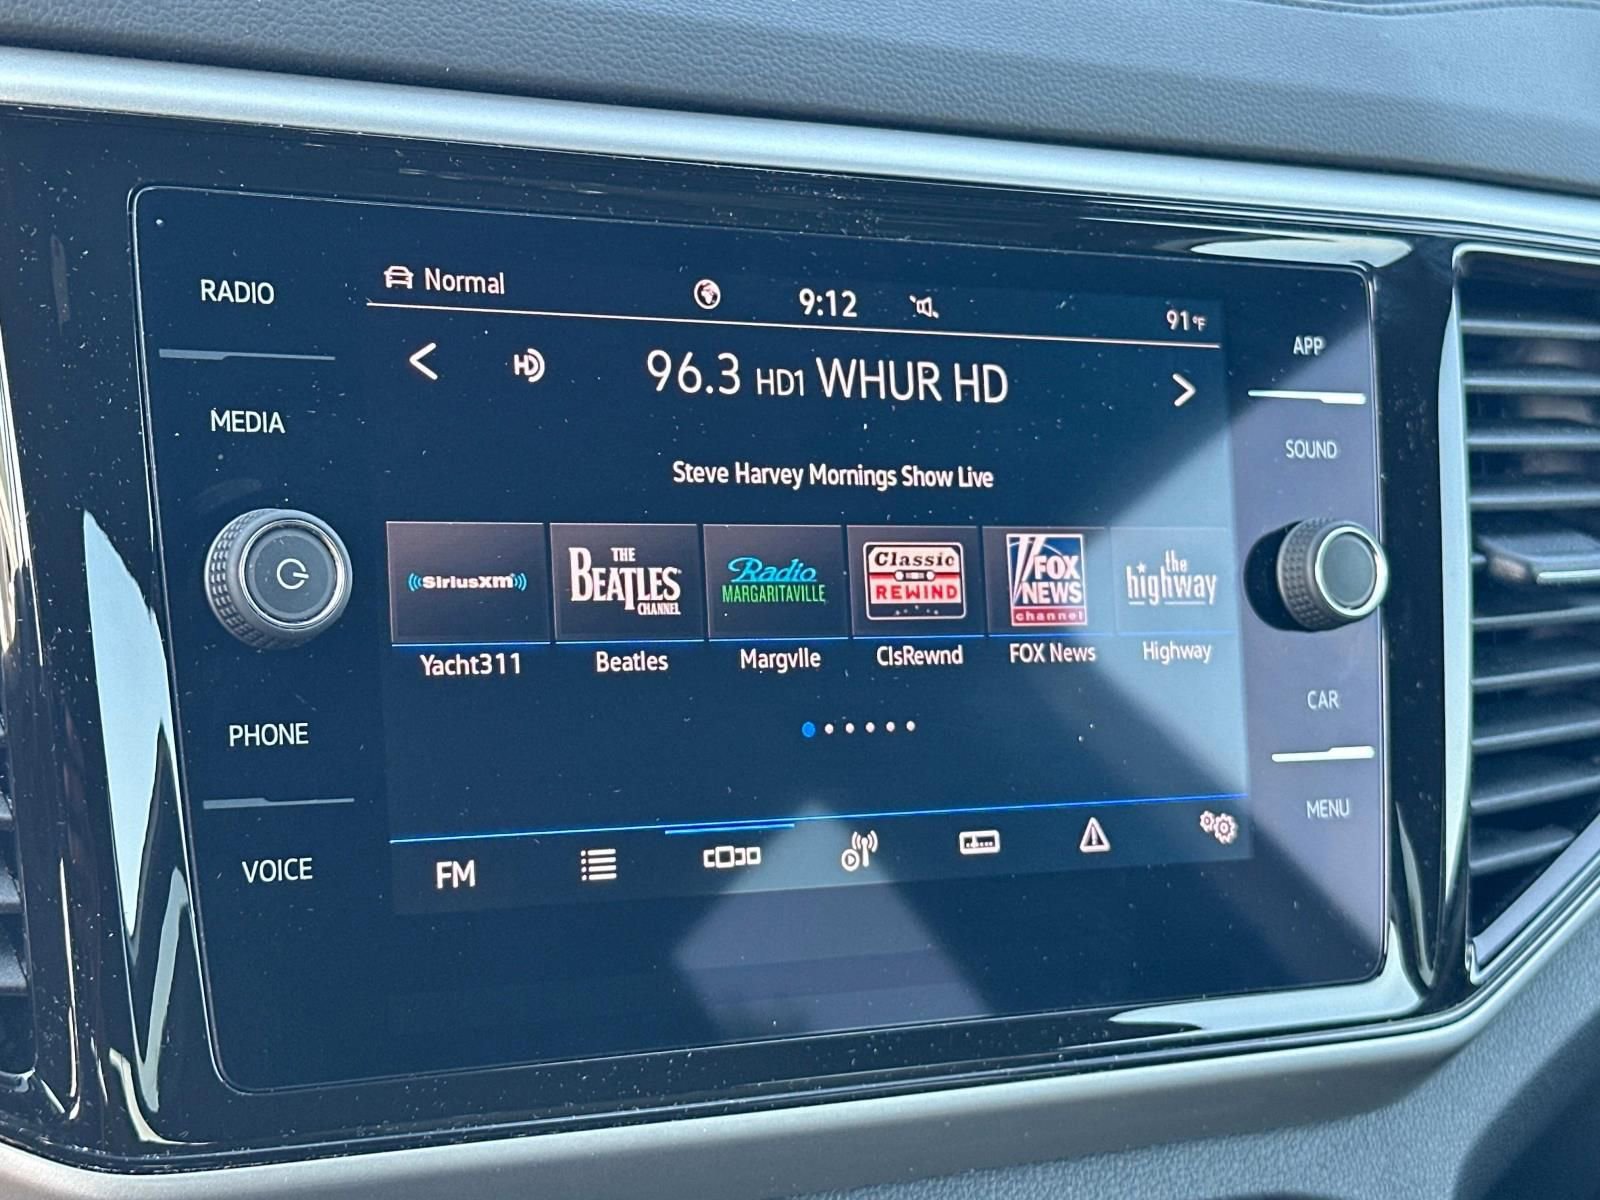 RADIO
MEDIA
PHONE
VOICE
Normal
9:12
91°F
HD
96.3 HD1 WHUR HD
Steve Harvey Mornings Show Live
SiriusXM
Yacht311
THE
BEATLES
CHANNEL
Beatles
Radio
MARGARITAVILLE
Margvlle
Classic
REWIND
ClsRewnd
FOX
NEWS
channel
FOX News
the
highway
Highway
FM
APP
SOUND
CAR
MENU